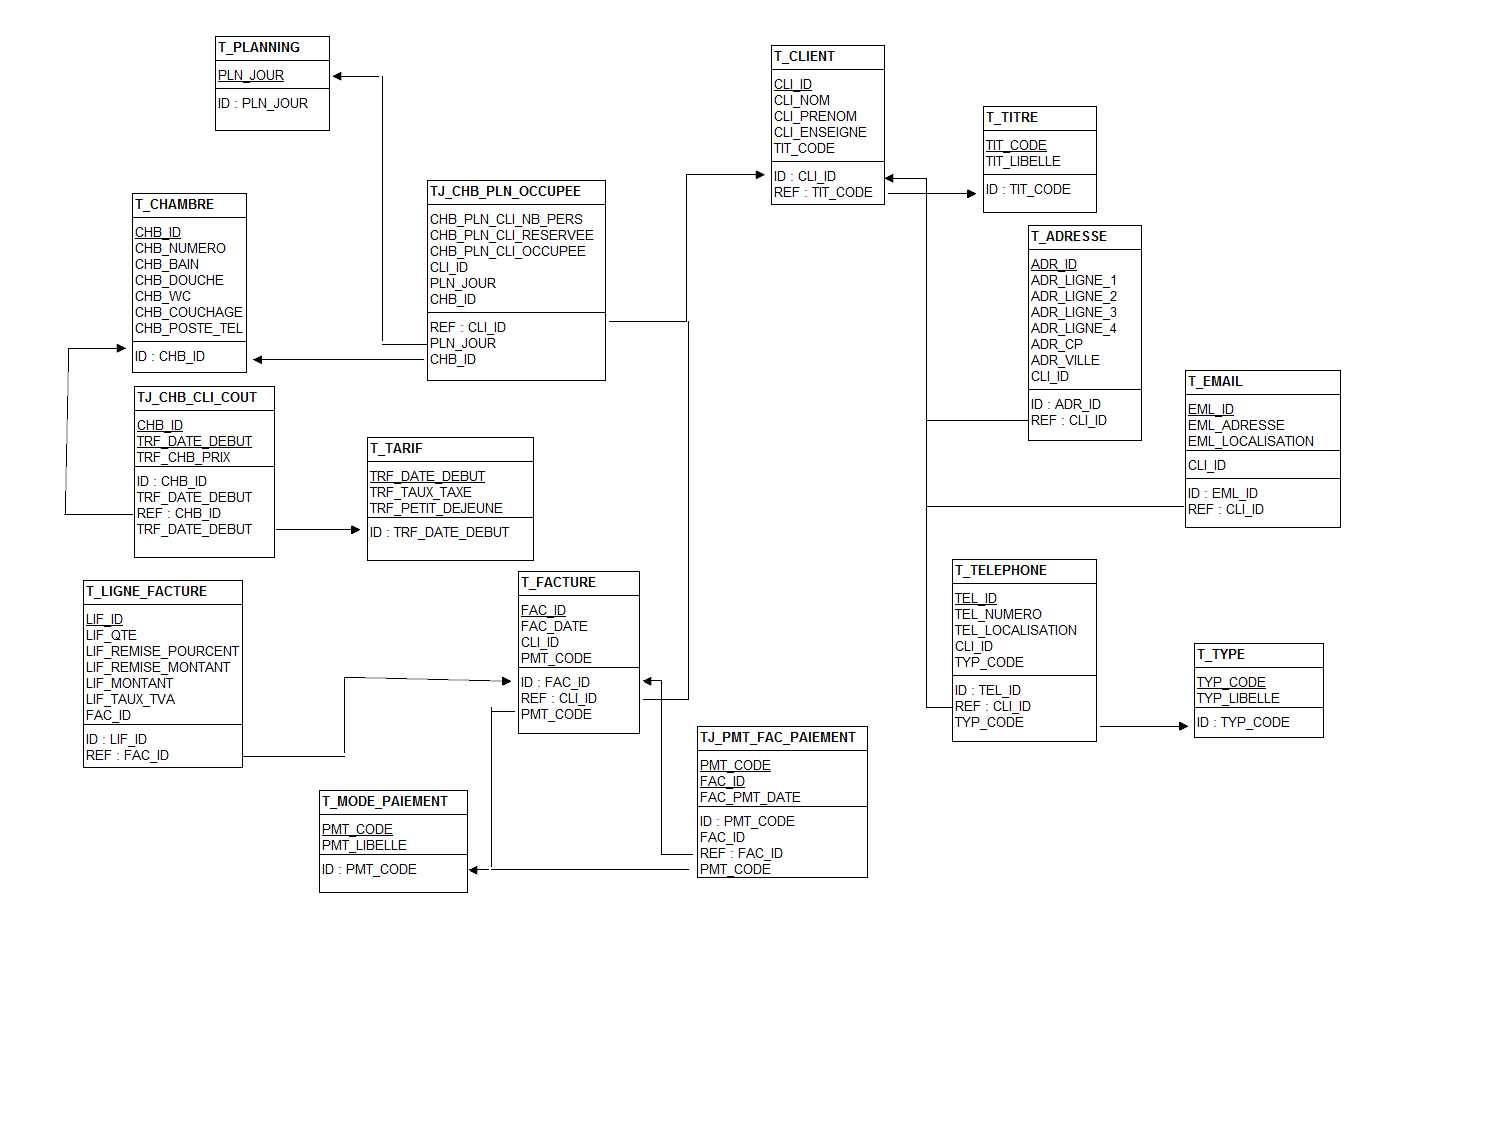 T_PLANNING
PLN_JOUR
ID : PLN_JOUR
T_CLIENT
CLI_ID
CLI_NOM
CLI_PRENOM
CLI_ENSEIGNE
TIT_CODE
ID : CLI_ID
REF : TIT_CODE
T_TITRE
TIT_CODE
TIT_LIBELLE
ID : TIT_CODE
T_CHAMBRE
CHB_ID
CHB_NUMERO
CHB_BAIN
CHB_DOUCHE
CHB_WC
CHB_COUCHAGE
CHB_POSTE_TEL
ID : CHB_ID
TJ_CHB_PLN_OCCUPEE
CHB_PLN_CLI_NB_PERS
CHB_PLN_CLI_RESERVEE
CHB_PLN_CLI_OCCUPEE
CLI_ID
PLN_JOUR
CHB_ID
REF : CLI_ID
PLN_JOUR
CHB_ID
T_ADRESSE
ADR_ID
ADR_LIGNE_1
ADR_LIGNE_2
ADR_LIGNE_3
ADR_LIGNE_4
ADR_CP
ADR_VILLE
CLI_ID
ID : ADR_ID
REF : CLI_ID
T_EMAIL
EML_ID
EML_ADRESSE
EML_LOCALISATION
CLI_ID
ID : EML_ID
REF : CLI_ID
TJ_CHB_CLI_COUT
CHB_ID
TRF_DATE_DEBUT
TRF_CHB_PRIX
ID : CHB_ID
TRF_DATE_DEBUT
REF : CHB_ID
TRF_DATE_DEBUT
T_TARIF
TRF_DATE_DEBUT
TRF_TAUX_TAXE
TRF_PETIT_DEJEUNE
ID : TRF_DATE_DEBUT
T_LIGNE_FACTURE
LIF_ID
LIF_QTE
LIF_REMISE_POURCENT
LIF_REMISE_MONTANT
LIF_MONTANT
LIF_TAUX_TVA
FAC_ID
ID : LIF_ID
REF : FAC_ID
T_FACTURE
FAC_ID
FAC_DATE
CLI_ID
PMT_CODE
ID : FAC_ID
REF : CLI_ID
PMT_CODE
T_TELEPHONE
TEL_ID
TEL_NUMERO
TEL_LOCALISATION
CLI_ID
TYP_CODE
ID : TEL_ID
REF : CLI_ID
TYP_CODE
T_TYPE
TYP_CODE
TYP_LIBELLE
ID : TYP_CODE
T_MODE_PAIEMENT
PMT_CODE
PMT_LIBELLE
ID : PMT_CODE
TJ_PMT_FAC_PAIEMENT
PMT_CODE
FAC_ID
FAC_PMT_DATE
ID : PMT_CODE
FAC_ID
REF : FAC_ID
PMT_CODE